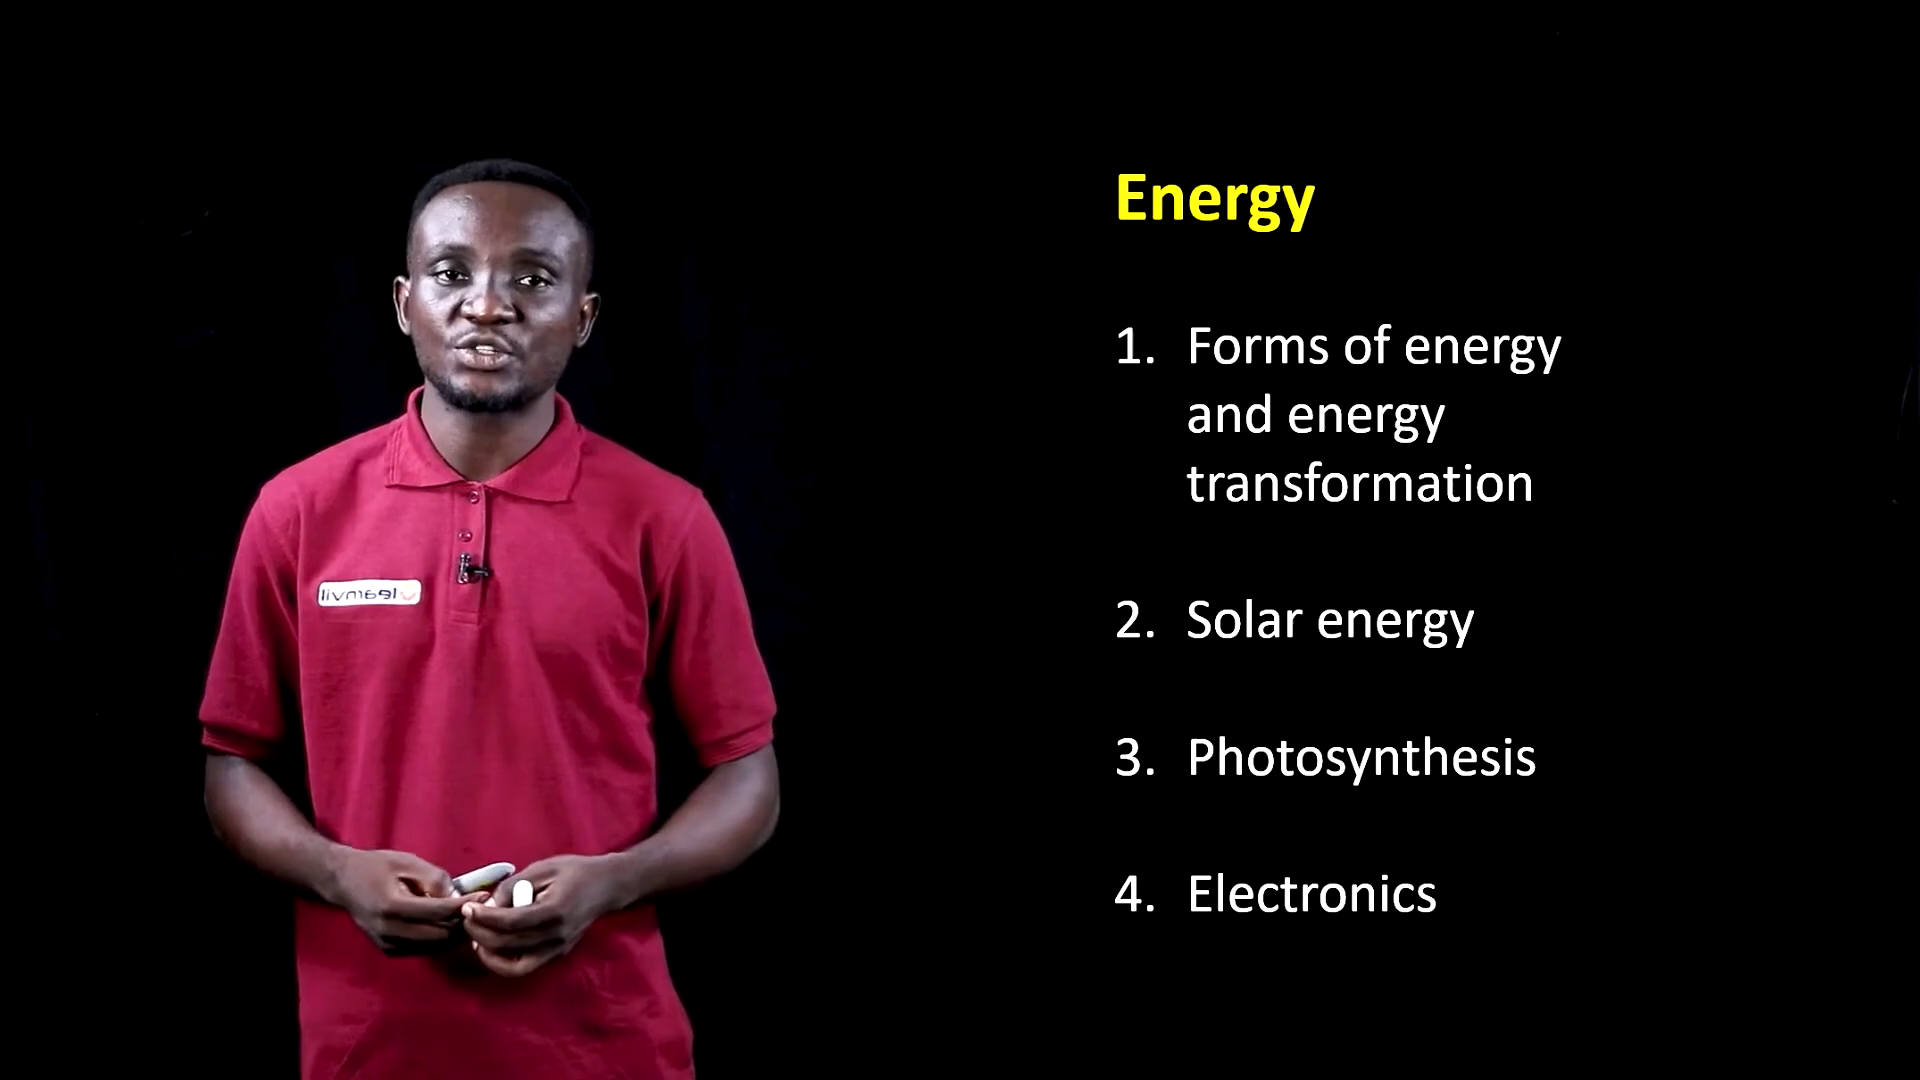 Energy
1. Forms of energy
and energy
transformation
2. Solar energy
3. Photosynthesis
4. Electronics